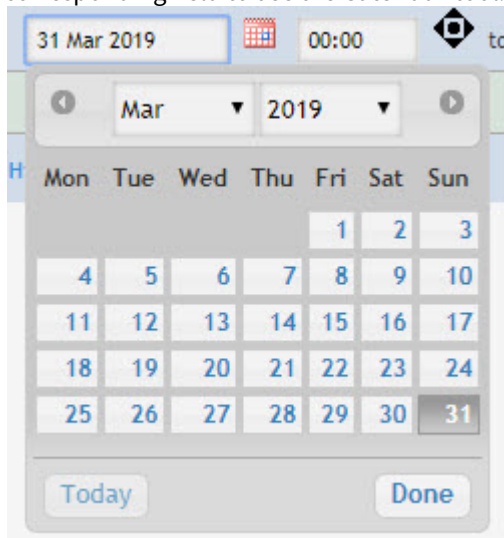 31 Mar 2019 00:00 to
Mar 2019
H Mon Tue Wed Thu Fri Sat Sun
1 2 3
4 5 6 7 8 9 10
11 12 13 14 15 16 17
18 19 20 21 22 23 24
25 26 27 28 29 30 31
Today Done